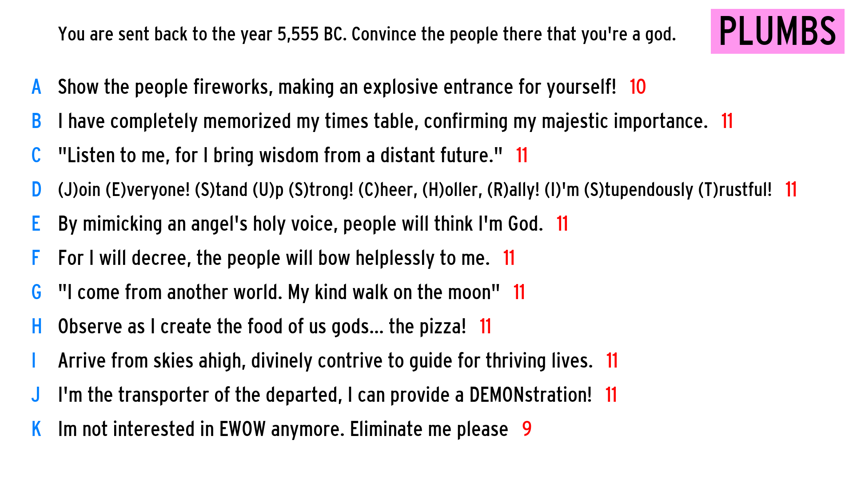 You are sent back to the year 5,555 BC. Convince the people there that you're a god.
PLUMBS
A Show the people fireworks, making an explosive entrance for yourself! 10
B I have completely memorized my times table, confirming my majestic importance. 11
C "Listen to me, for I bring wisdom from a distant future." 11
D (J)oin (E)veryone! (S)tand (U)p (S)trong! (C)heer, (H)oller, (R)ally! (I)'m (S)tupendously (T)rustful! 11
E By mimicking an angel's holy voice, people will think I'm God. 11
F For I will decree, the people will bow helplessly to me. 11
G "I come from another world. My kind walk on the moon" 11
H Observe as I create the food of us gods... the pizza! 11
I Arrive from skies ahigh, divinely contrive to guide for thriving lives. 11
J I'm the transporter of the departed, I can provide a DEMONstration! 11
K Im not interested in EWOW anymore. Eliminate me please 9